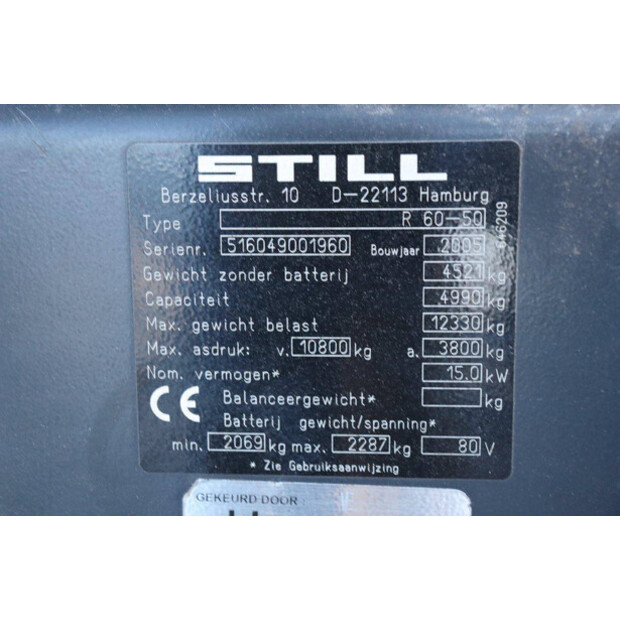 STILL
Berzeliusstr. 10 D-22113 Hamburg
Type R 60-50
Serienr. 516049001960 Bouwjaar 2005
Gewicht zonder batterij 4521 kg
Capaciteit 4990 kg
Max. gewicht belast 12330 kg
Max. asdruk: v. 10800 kg a. 3800 kg
Nom. vermogen* 15.0 kW
CE Balanceergewicht* kg
Batterij gewicht/spanning*
min. 2069 kg max. 2287 kg 80 V
* Zie Gebruiksaanwijzing
GEKEURD DOOR